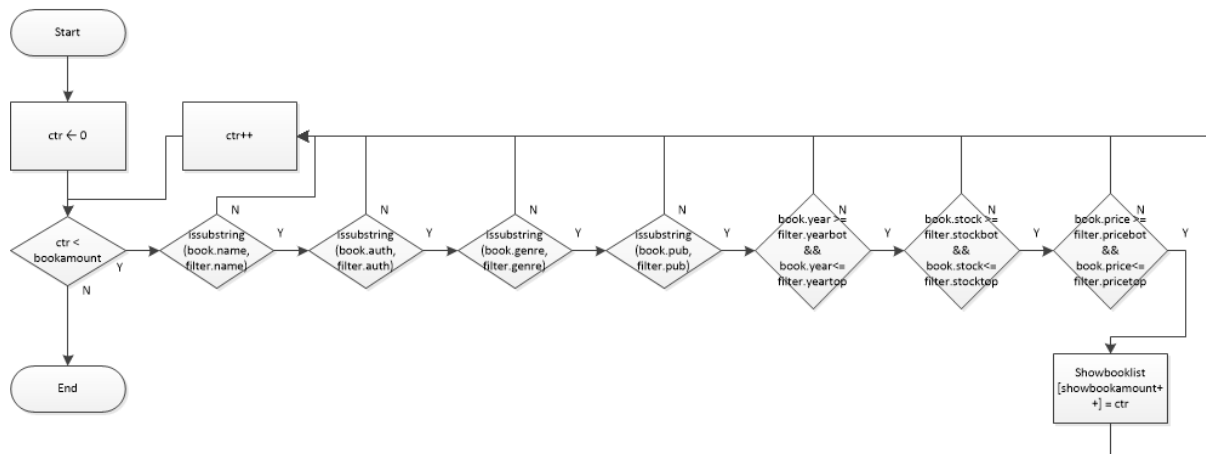 Start
ctr ← 0
ctr++
ctr <
bookamount
Y
N
End
issubstring
(book.name,
filter.name)
N
Y
issubstring
(book.auth,
filter.auth)
N
Y
issubstring
(book.genre,
filter.genre)
N
Y
issubstring
(book.pub,
filter.pub)
N
Y
book.year >=
filter.yearbot
&&
book.year<=
filter.yeartop
N
Y
book.stock >=
filter.stockbot
&&
book.stock<=
filter.stocktop
N
Y
book.price >=
filter.pricebot
&&
book.price<=
filter.pricetop
N
Y
Showbooklist
[showbookamount+
+] = ctr